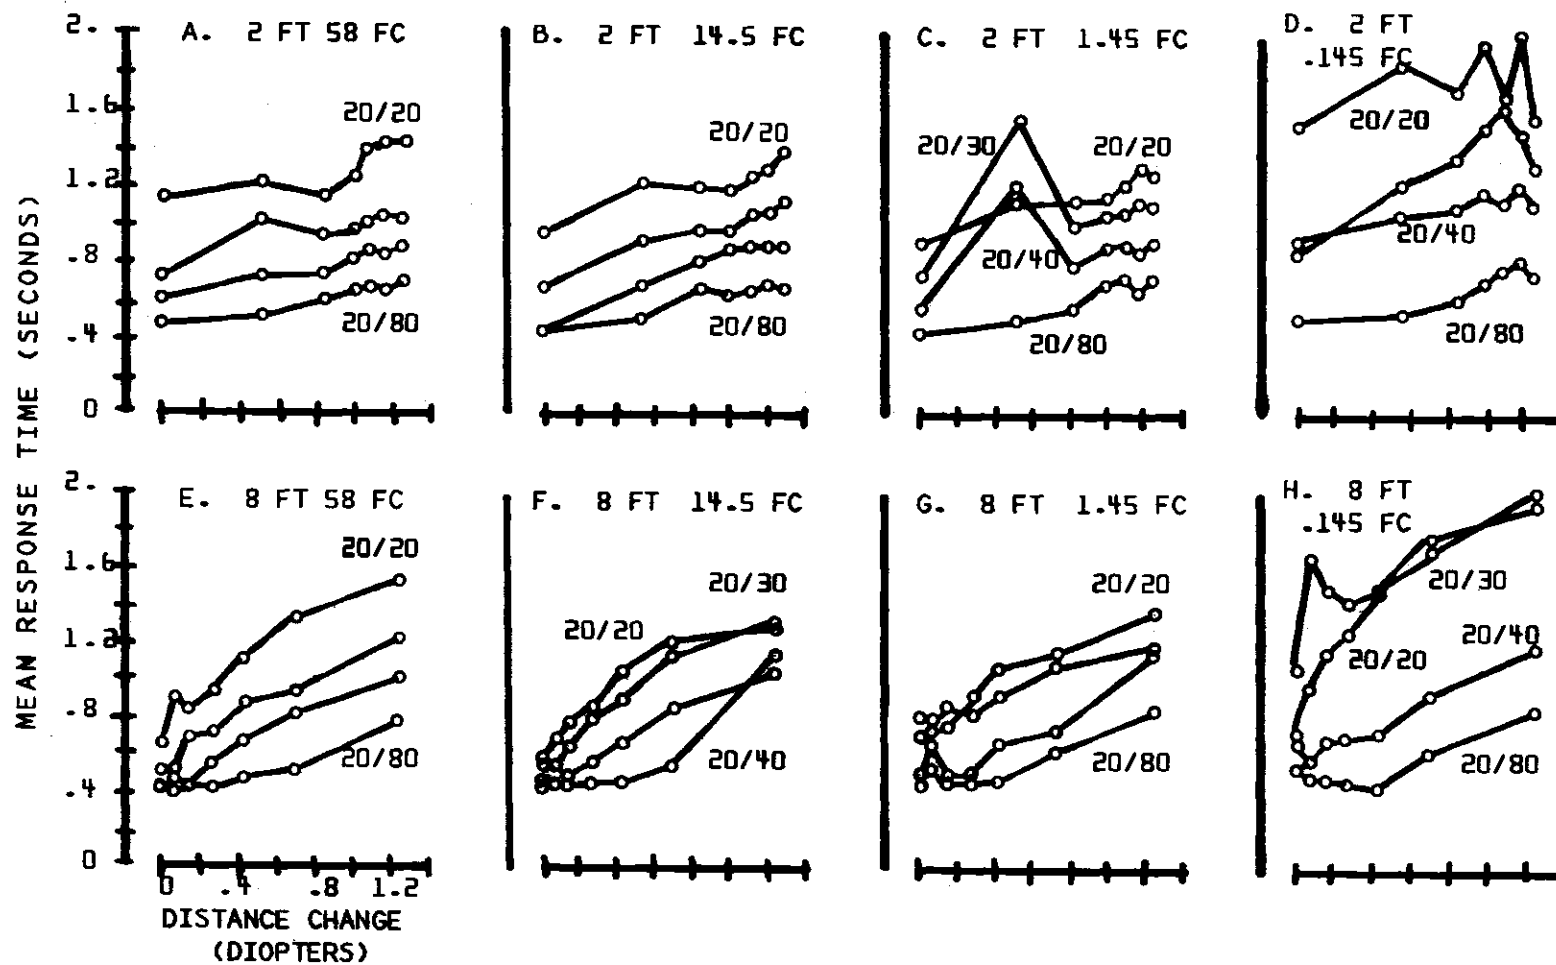 MEAN RESPONSE TIME (SECONDS)
2.
1.6
1.2
.8
.4
0
A. 2 FT 58 FC
20/20
20/80
B. 2 FT 14.5 FC
20/20
20/80
C. 2 FT 1.45 FC
20/30
20/20
20/40
20/80
D. 2 FT
.145 FC
20/20
20/40
20/80
2.
1.6
1.2
.8
.4
0
E. 8 FT 58 FC
20/20
20/80
0 .4 .8 1.2
DISTANCE CHANGE
(DIOPTERS)
F. 8 FT 14.5 FC
20/30
20/20
20/40
G. 8 FT 1.45 FC
20/20
20/80
H. 8 FT
.145 FC
20/30
20/40
20/20
20/80